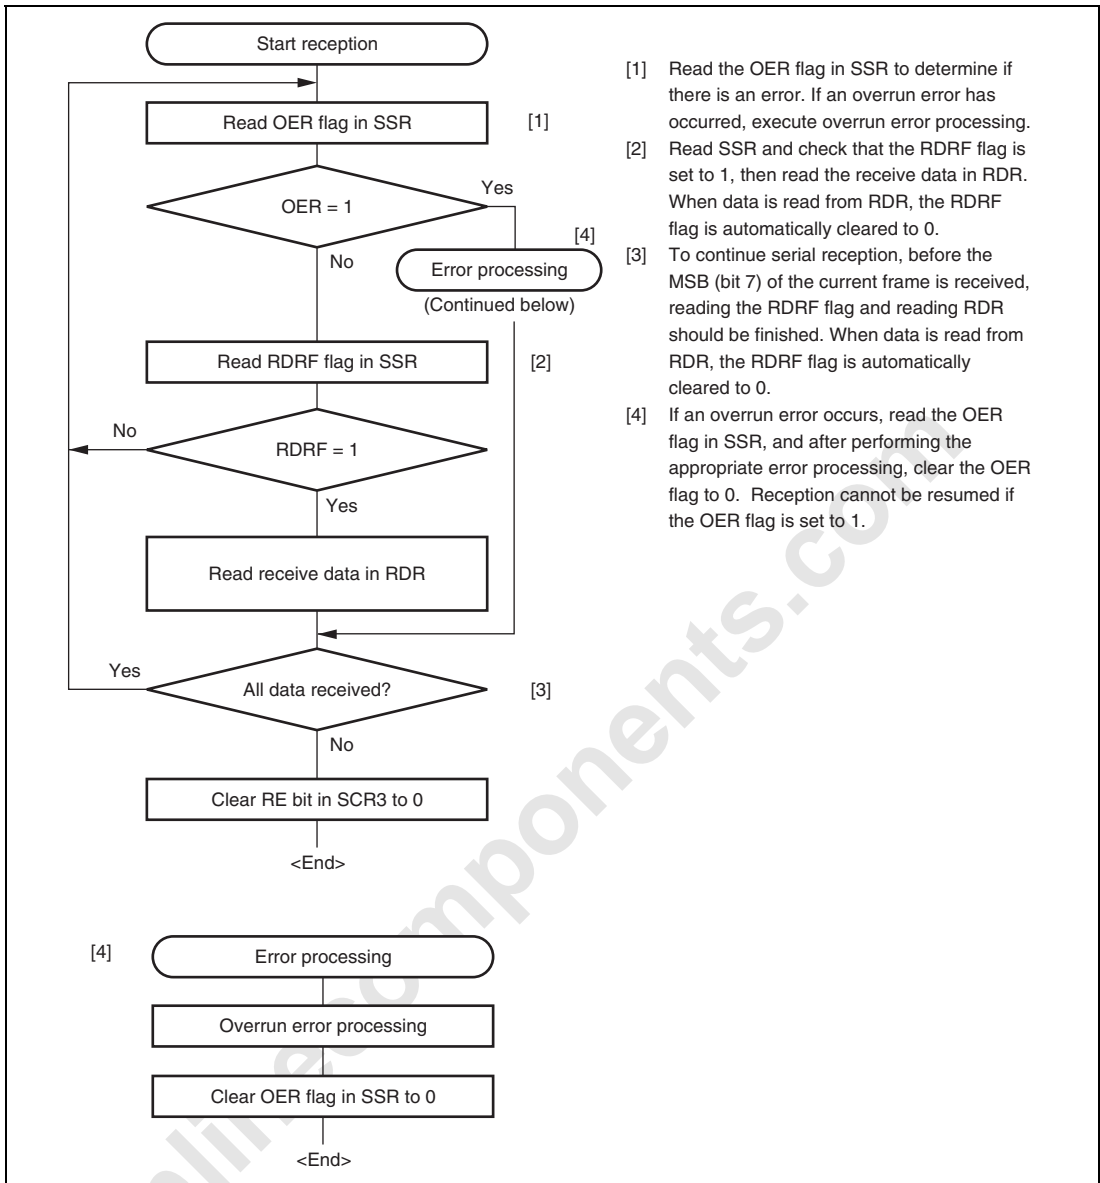 Start reception
Read OER flag in SSR
[1]
OER = 1
Yes
No
[4]
Error processing
(Continued below)
Read RDRF flag in SSR
[2]
RDRF = 1
No
Yes
Read receive data in RDR
All data received?
[3]
Yes
No
Clear RE bit in SCR3 to 0
<End>
[4]
Error processing
Overrun error processing
Clear OER flag in SSR to 0
<End>
[1] Read the OER flag in SSR to determine if
there is an error. If an overrun error has
occurred, execute overrun error processing.
[2] Read SSR and check that the RDRF flag is
set to 1, then read the receive data in RDR.
When data is read from RDR, the RDRF
flag is automatically cleared to 0.
[3] To continue serial reception, before the
MSB (bit 7) of the current frame is received,
reading the RDRF flag and reading RDR
should be finished. When data is read from
RDR, the RDRF flag is automatically
cleared to 0.
[4] If an overrun error occurs, read the OER
flag in SSR, and after performing the
appropriate error processing, clear the OER
flag to 0. Reception cannot be resumed if
the OER flag is set to 1.
linecomponents.com